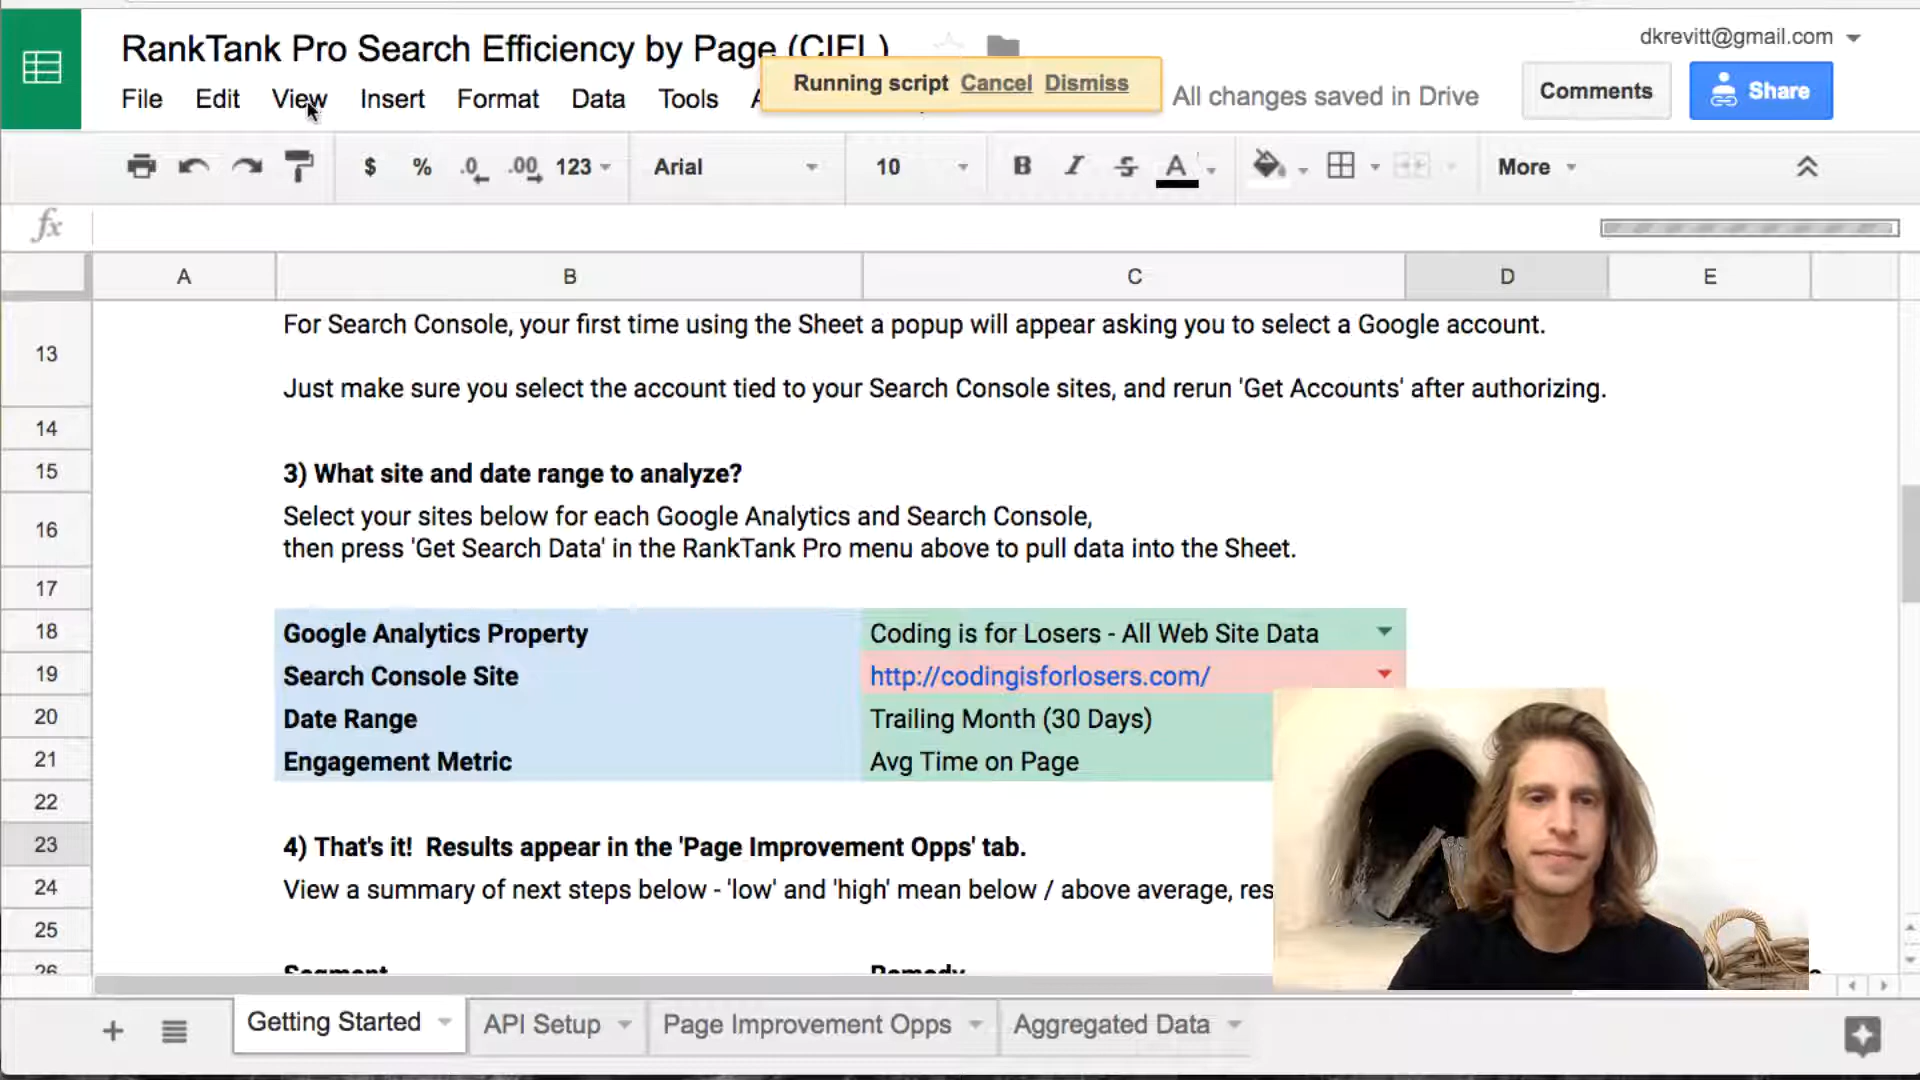 RankTank Pro Search Efficiency by Page (CIFL)
dkrevitt@gmail.com
Running script Cancel Dismiss
All changes saved in Drive
Comments
Share
File Edit View Insert Format Data Tools
$ % .0 .00 123 Arial 10 B I S A More
fx
A B C D E
13
For Search Console, your first time using the Sheet a popup will appear asking you to select a Google account.
Just make sure you select the account tied to your Search Console sites, and rerun 'Get Accounts' after authorizing.
14
15 3) What site and date range to analyze?
16
Select your sites below for each Google Analytics and Search Console,
then press 'Get Search Data' in the RankTank Pro menu above to pull data into the Sheet.
17
18 Google Analytics Property Coding is for Losers - All Web Site Data
19 Search Console Site http://codingisforlosers.com/
20 Date Range Trailing Month (30 Days)
21 Engagement Metric Avg Time on Page
22
23 4) That's it! Results appear in the 'Page Improvement Opps' tab.
24 View a summary of next steps below - 'low' and 'high' mean below / above average, res
25
26 Segment Remedy
Getting Started API Setup Page Improvement Opps Aggregated Data